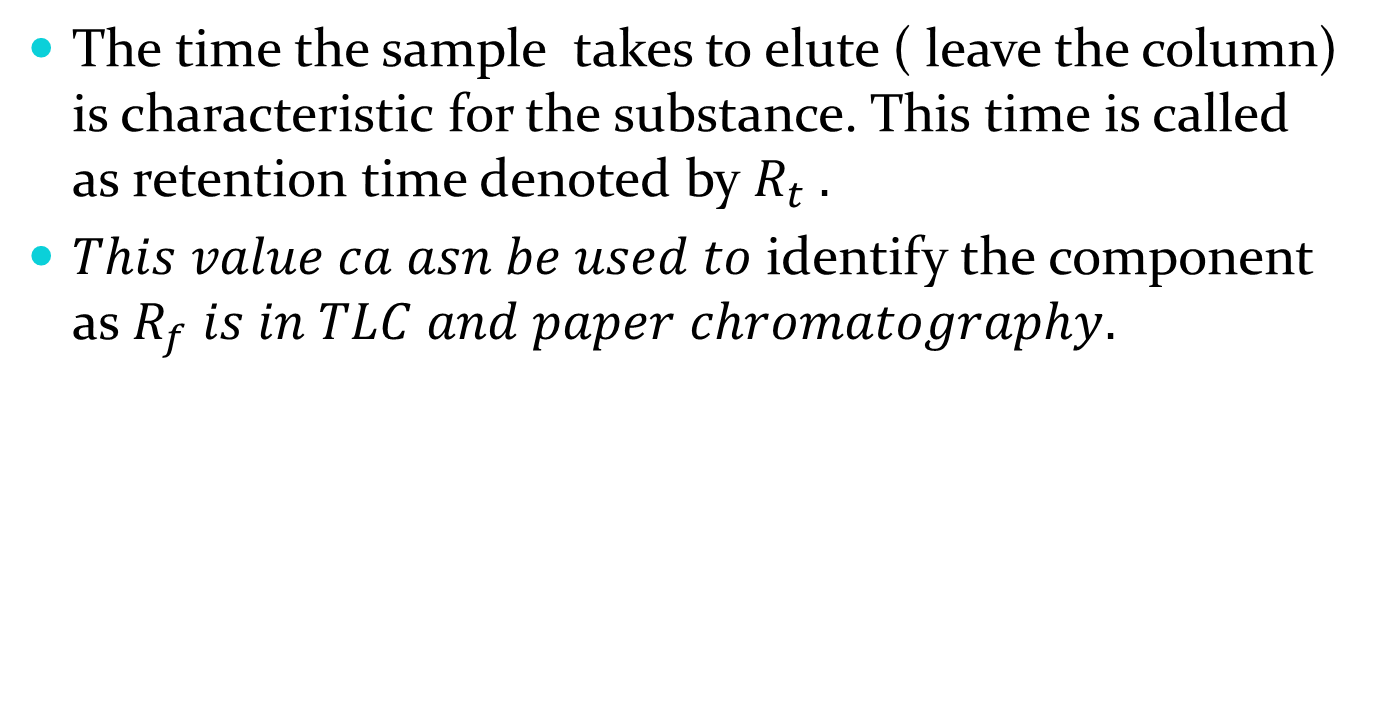 • The time the sample  takes to elute ( leave the column)
is characteristic for the substance. This time is called
as retention time denoted by Rₜ .
• This value ca asn be used to identify the component
as R_f is in TLC and paper chromatography.